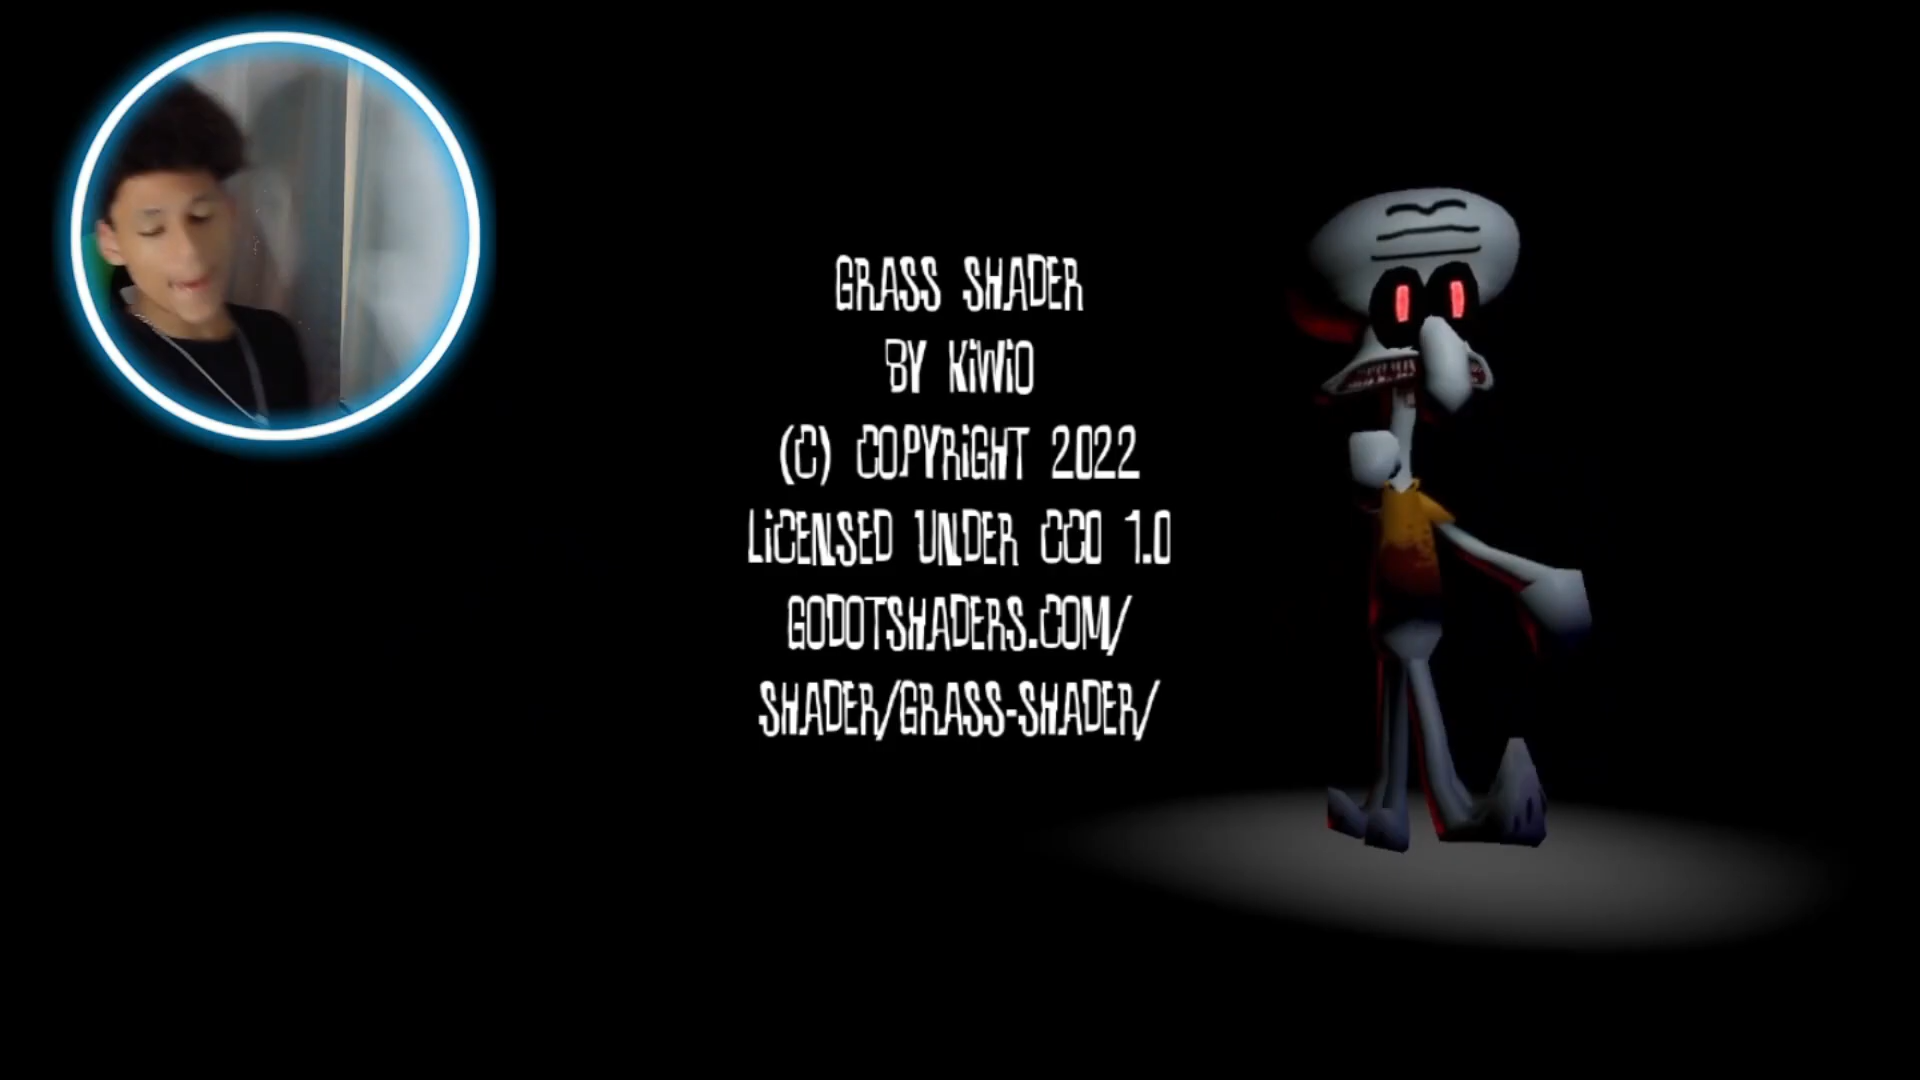 GRASS SHADER
BY KIWIO
(C) COPYRIGHT 2022
LICENSED UNDER CC0 1.0
GODOTSHADERS.COM/
SHADER/GRASS-SHADER/